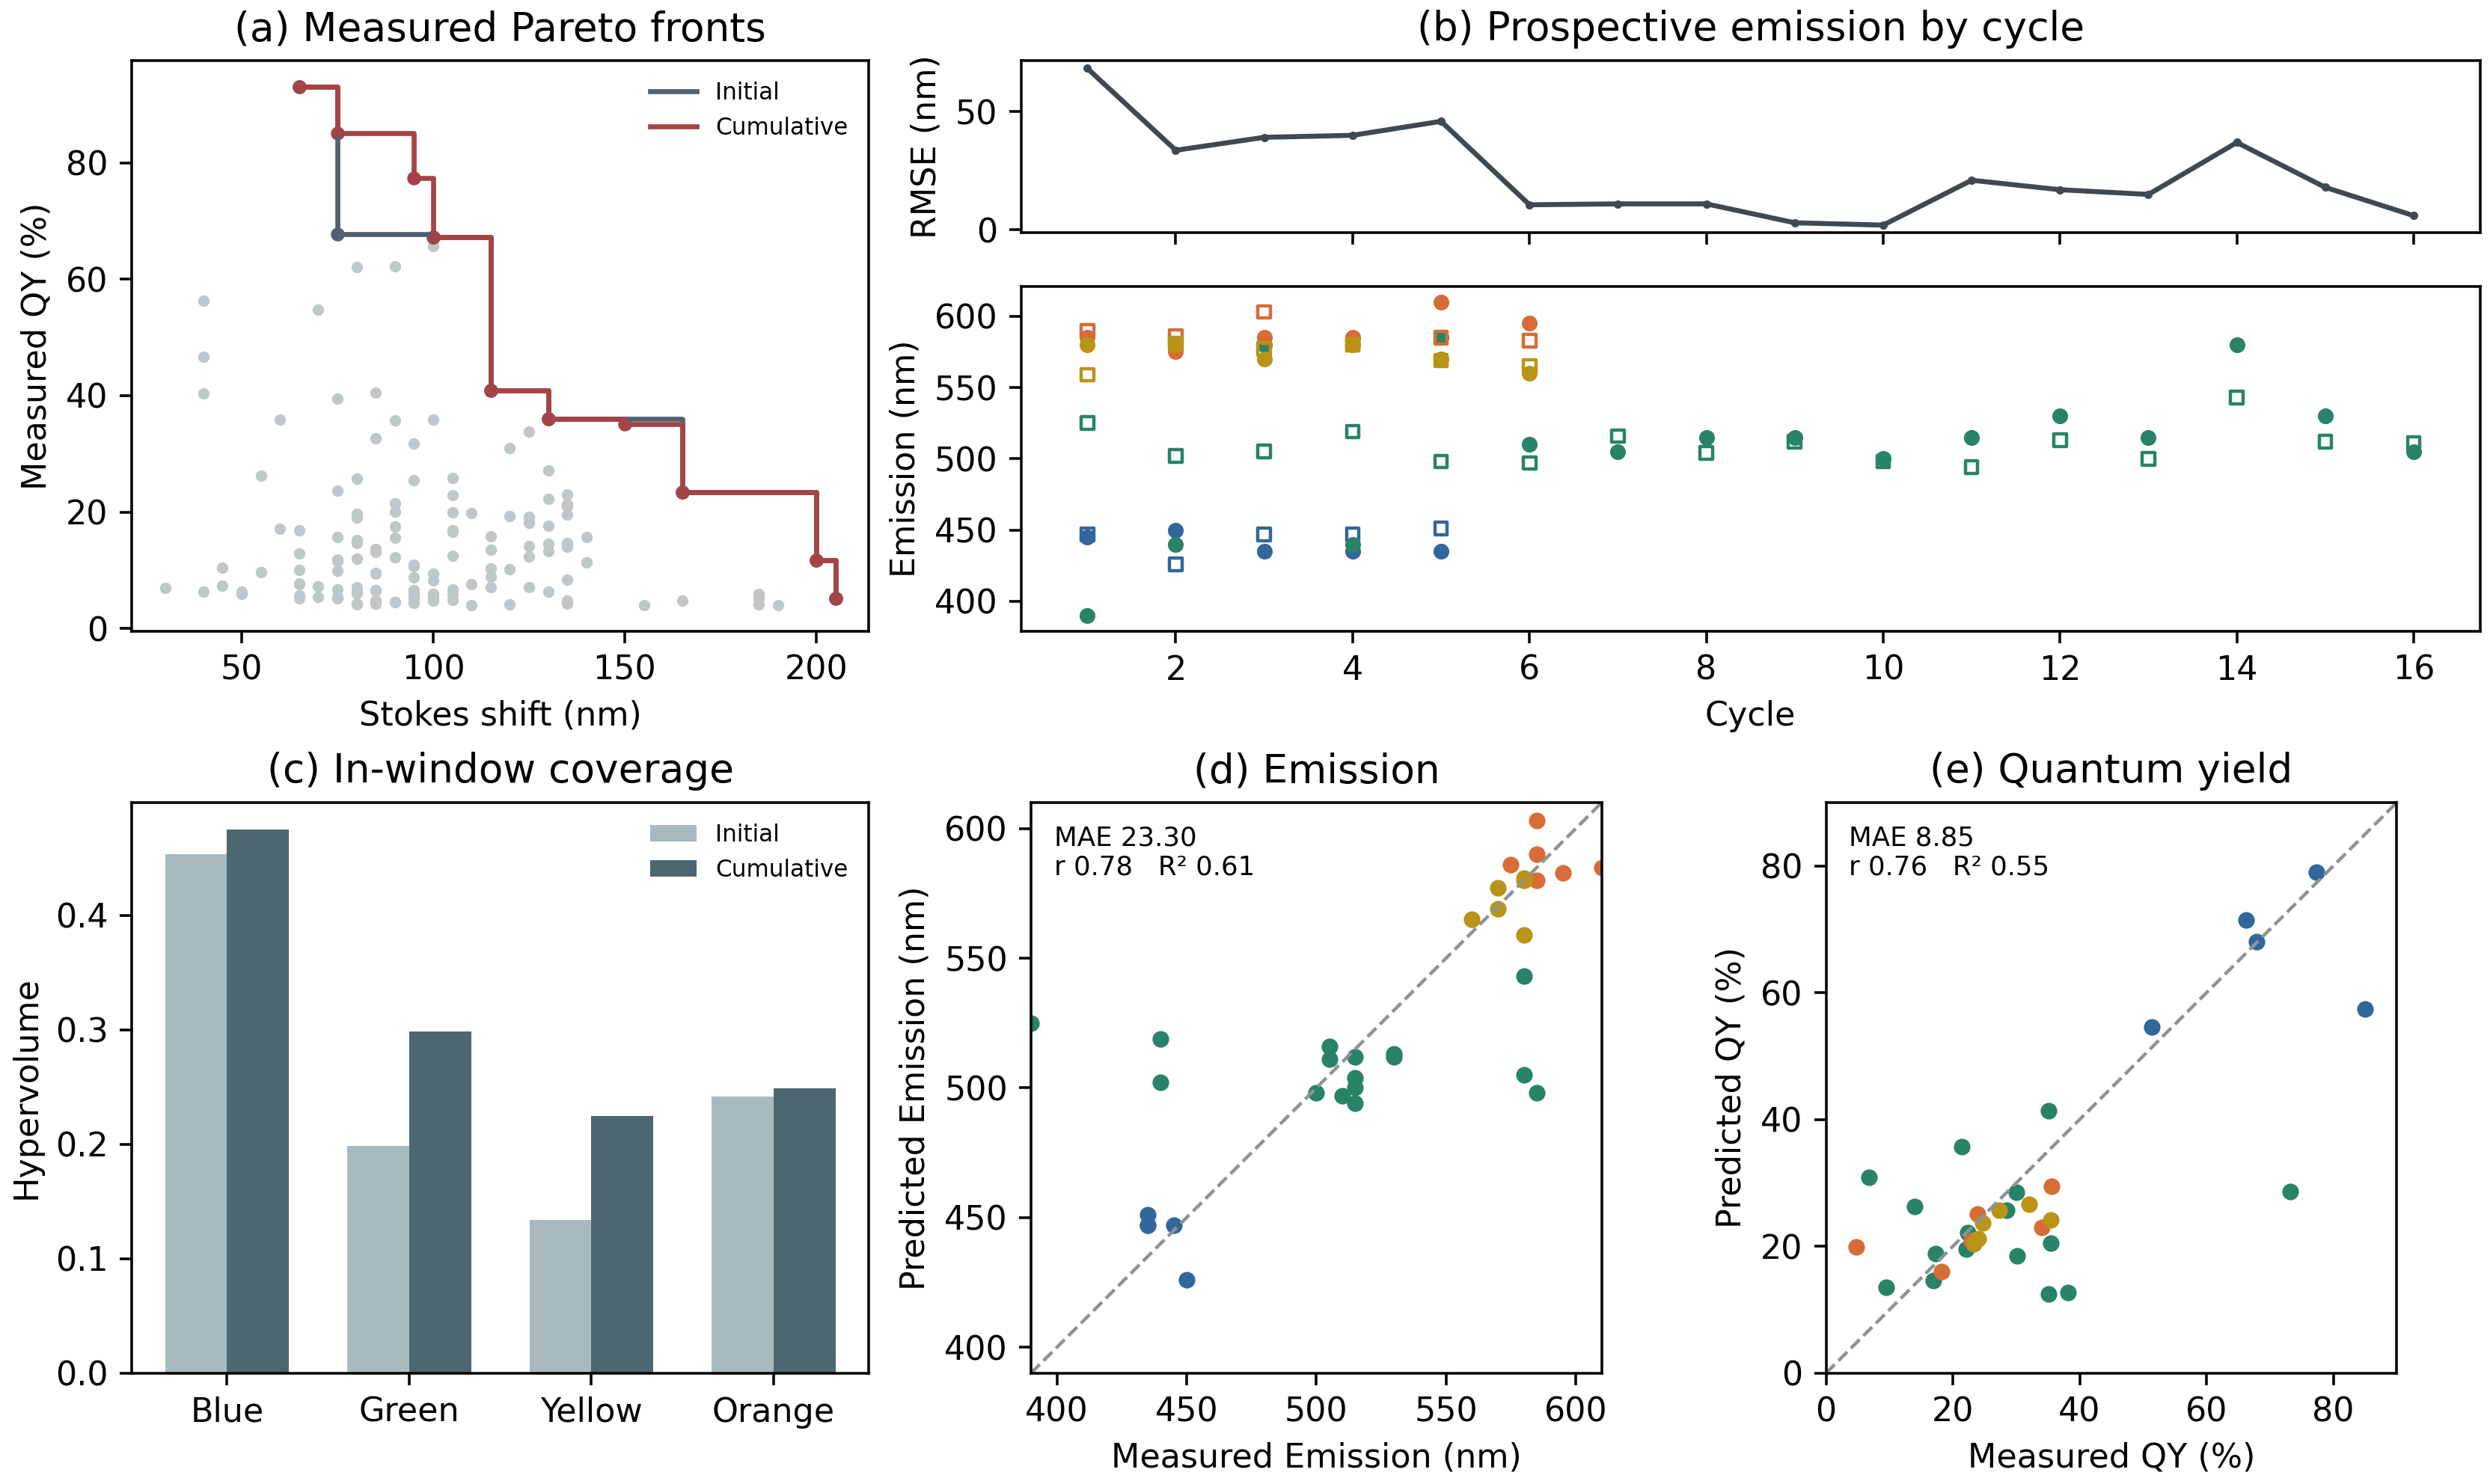 (a) Measured Pareto fronts
Measured QY (%)
80
60
40
20
0
Initial
Cumulative
50 100 150 200
Stokes shift (nm)
(b) Prospective emission by cycle
RMSE (nm)
50
0
Emission (nm)
600
550
500
450
400
2 4 6 8 10 12 14 16
Cycle
(c) In-window coverage
Hypervolume
0.4
0.3
0.2
0.1
0.0
Initial
Cumulative
Blue Green Yellow Orange
(d) Emission
Predicted Emission (nm)
600
550
500
450
400
MAE 23.30
r 0.78 R² 0.61
400 450 500 550 600
Measured Emission (nm)
(e) Quantum yield
Predicted QY (%)
80
60
40
20
0
MAE 8.85
r 0.76 R² 0.55
0 20 40 60 80
Measured QY (%)